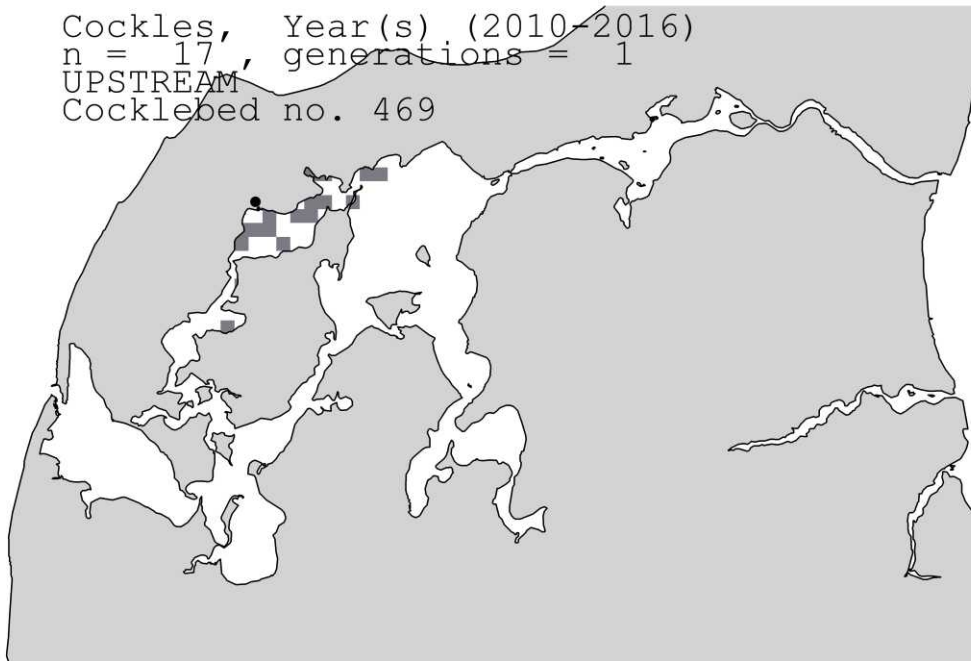 Cockles, Year(s) (2010-2016)
n = 17, generations = 1
UPSTREAM
Cocklebed no. 469